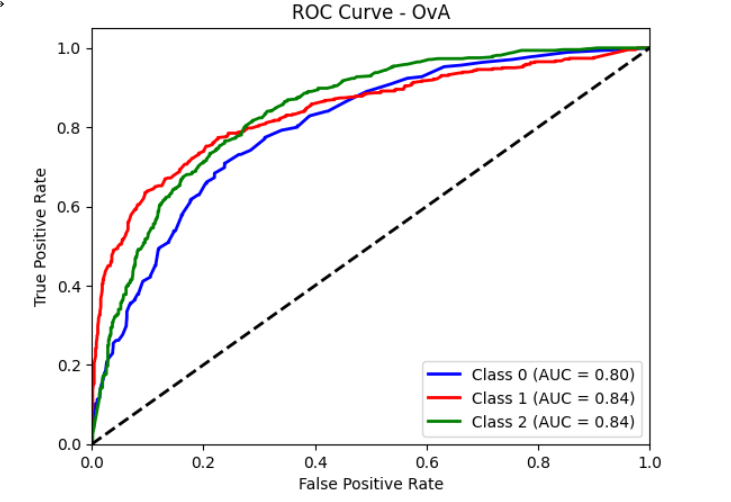 ROC Curve - OvA
True Positive Rate
1.0
0.8
0.6
0.4
0.2
0.0
Class 0 (AUC = 0.80)
Class 1 (AUC = 0.84)
Class 2 (AUC = 0.84)
0.0 0.2 0.4 0.6 0.8 1.0
False Positive Rate